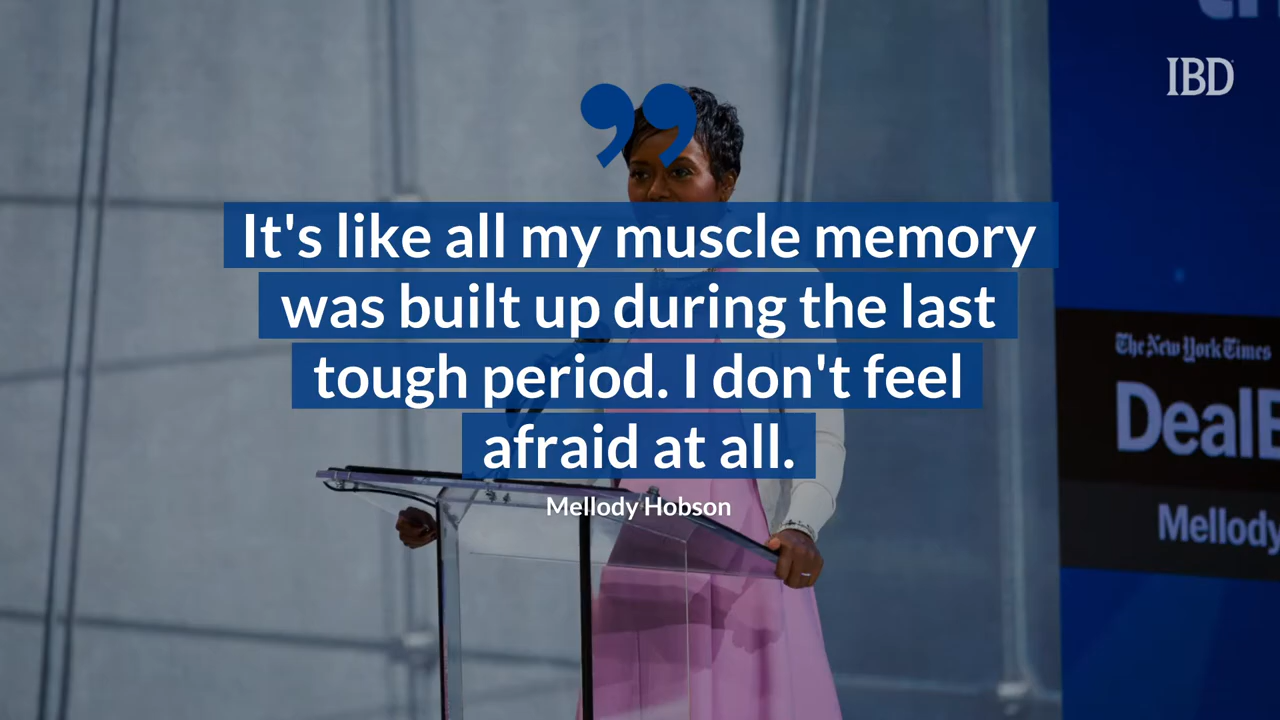 IBD
It's like all my muscle memory
was built up during the last
tough period. I don't feel
afraid at all.
Mellody Hobson
The New York Times
Deal
Mellody